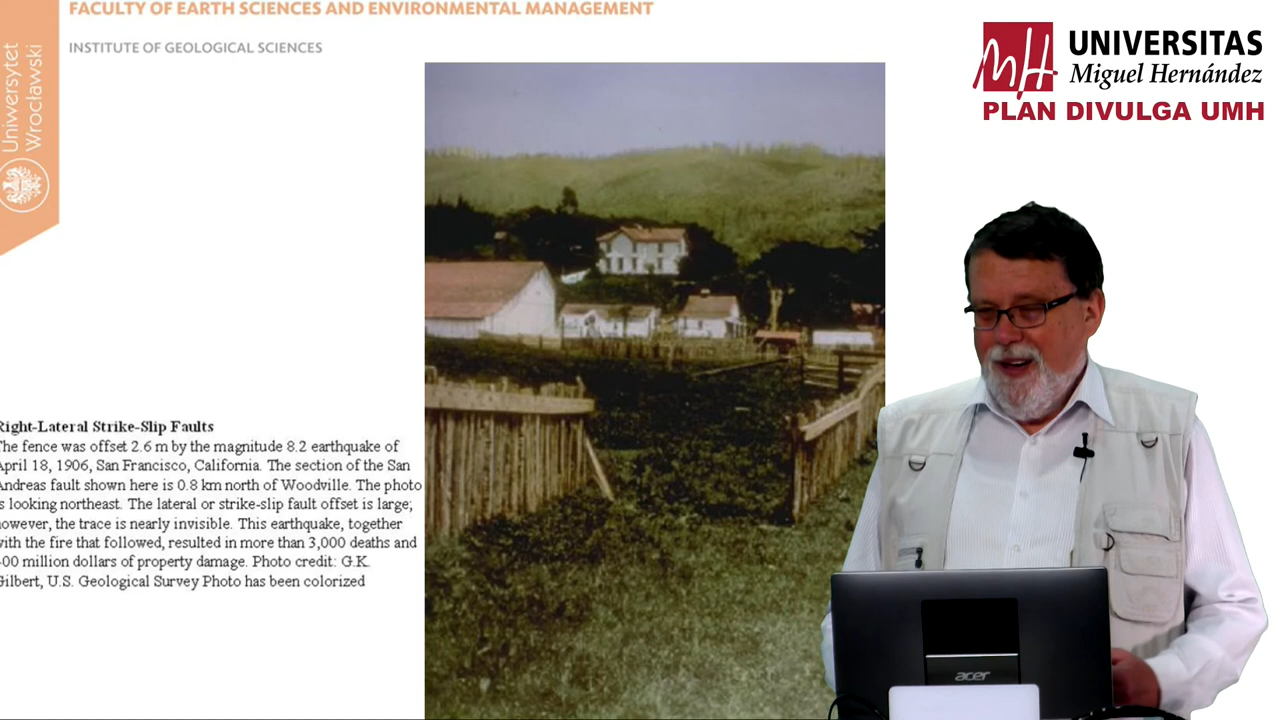 FACULTY OF EARTH SCIENCES AND ENVIRONMENTAL MANAGEMENT
INSTITUTE OF GEOLOGICAL SCIENCES
Uniwersytet
Wrocławski
UNIVERSITAS
Miguel Hernández
PLAN DIVULGA UMH
Right-Lateral Strike-Slip Faults
The fence was offset 2.6 m by the magnitude 8.2 earthquake of
April 18, 1906, San Francisco, California. The section of the San
Andreas fault shown here is 0.8 km north of Woodville. The photo
is looking northeast. The lateral or strike-slip fault offset is large;
however, the trace is nearly invisible. This earthquake, together
with the fire that followed, resulted in more than 3,000 deaths and
00 million dollars of property damage. Photo credit: G.K.
Gilbert, U.S. Geological Survey Photo has been colorized
acer